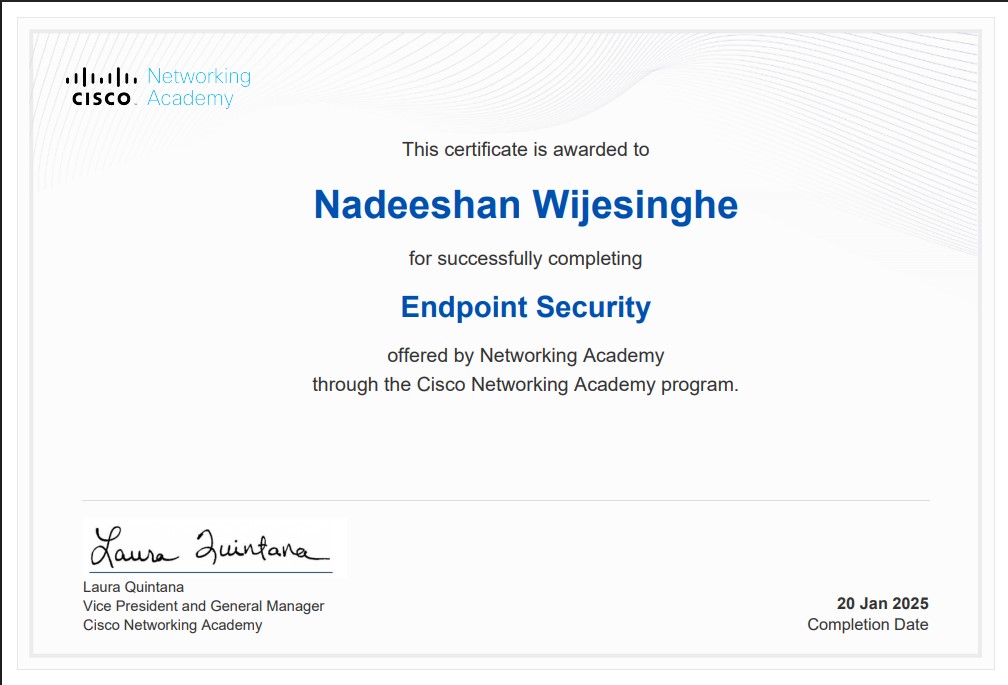 Networking
CISCO Academy
This certificate is awarded to
Nadeeshan Wijesinghe
for successfully completing
Endpoint Security
offered by Networking Academy
through the Cisco Networking Academy program.
Laura Quintana
Laura Quintana
Vice President and General Manager
Cisco Networking Academy
20 Jan 2025
Completion Date